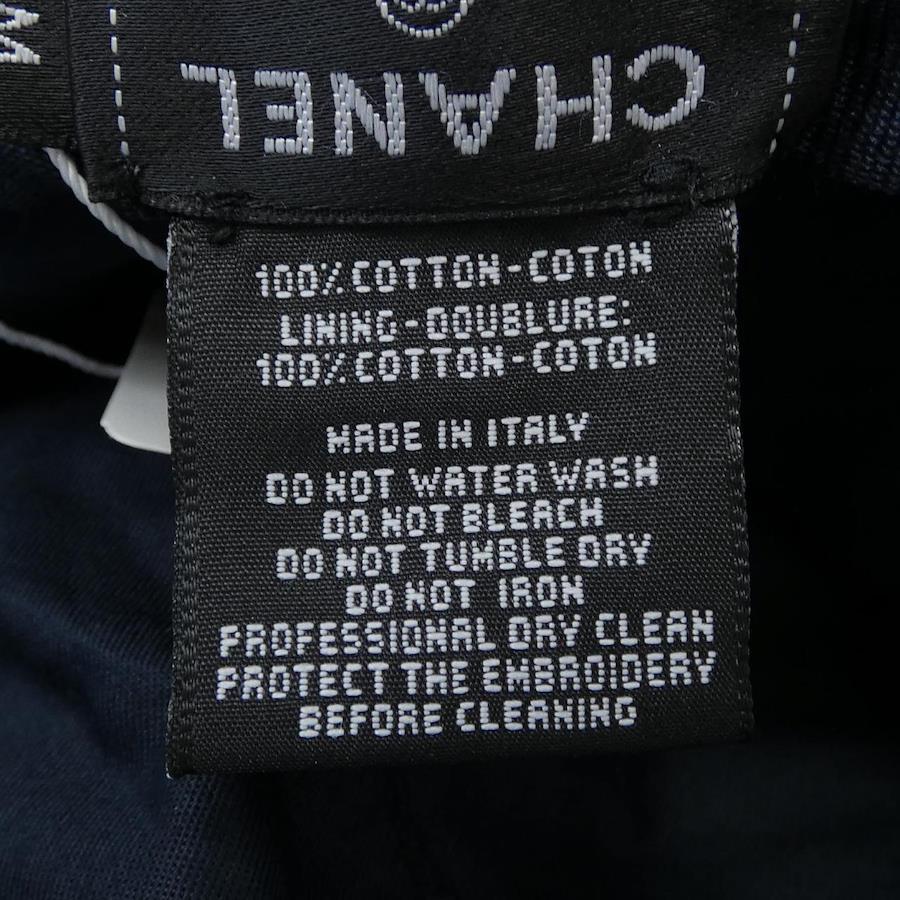 M
CHANEL
100% COTTON-COTON
LINING-DOUBLURE:
100% COTTON-COTON
MADE IN ITALY
DO NOT WATER WASH
DO NOT BLEACH
DO NOT TUMBLE DRY
DO NOT IRON
PROFESSIONAL DRY CLEAN
PROTECT THE EMBROIDERY
BEFORE CLEANING